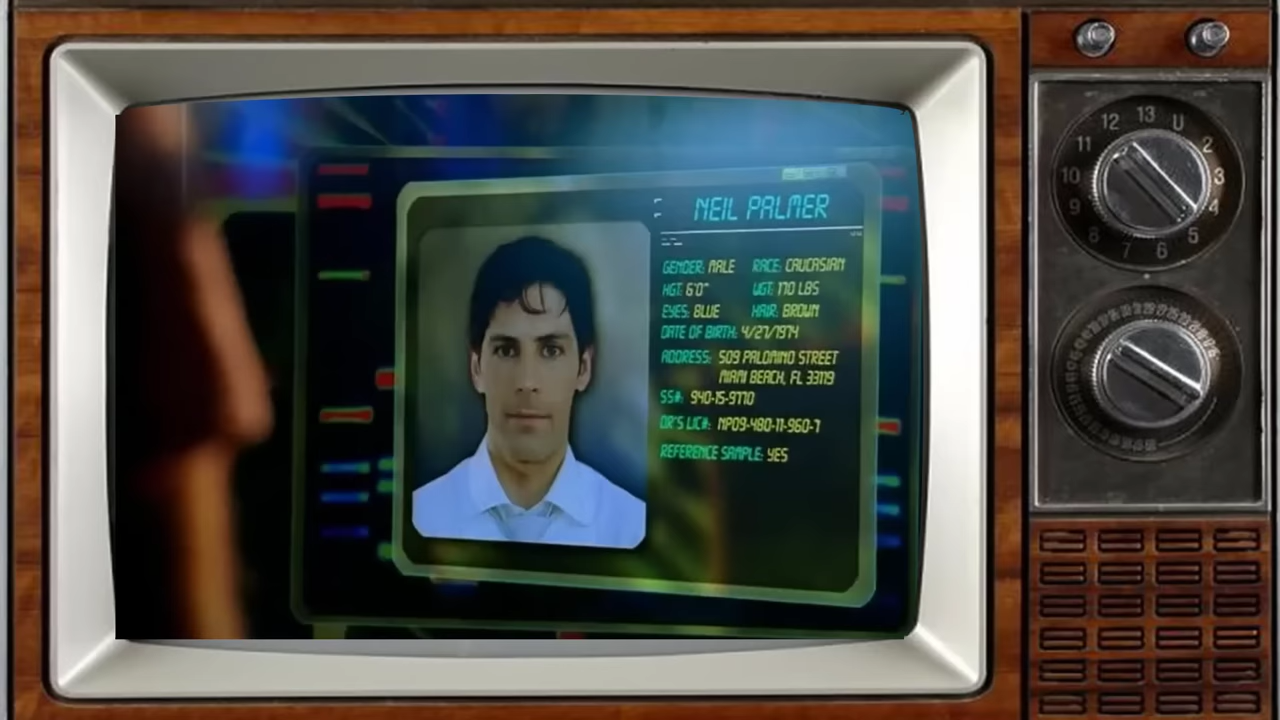 NEIL PALMER
GENDER: MALE RACE: CAUCASIAN
HGT: 6'0" WGT: 170 LBS
EYES: BLUE HAIR: BROWN
DATE OF BIRTH: 4/27/1974
ADDRESS: 509 PALOMINO STREET
MIAMI BEACH, FL 33119
SS#: 940-15-9770
DR'S LIC#: NP09-480-11-960-7
REFERENCE SAMPLE: YES
13
12 U
11 2
10 3
9 4
8 5
7 6